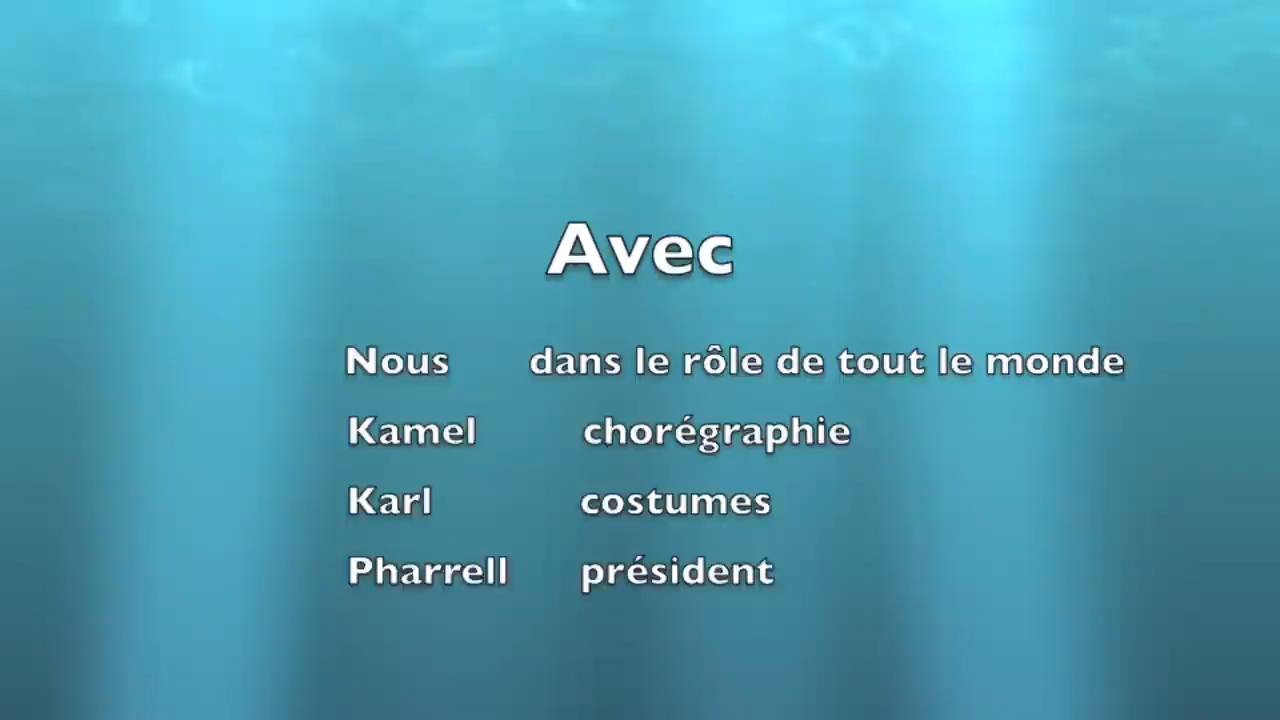 Avec
Nous dans le rôle de tout le monde
Kamel chorégraphie
Karl costumes
Pharrell président